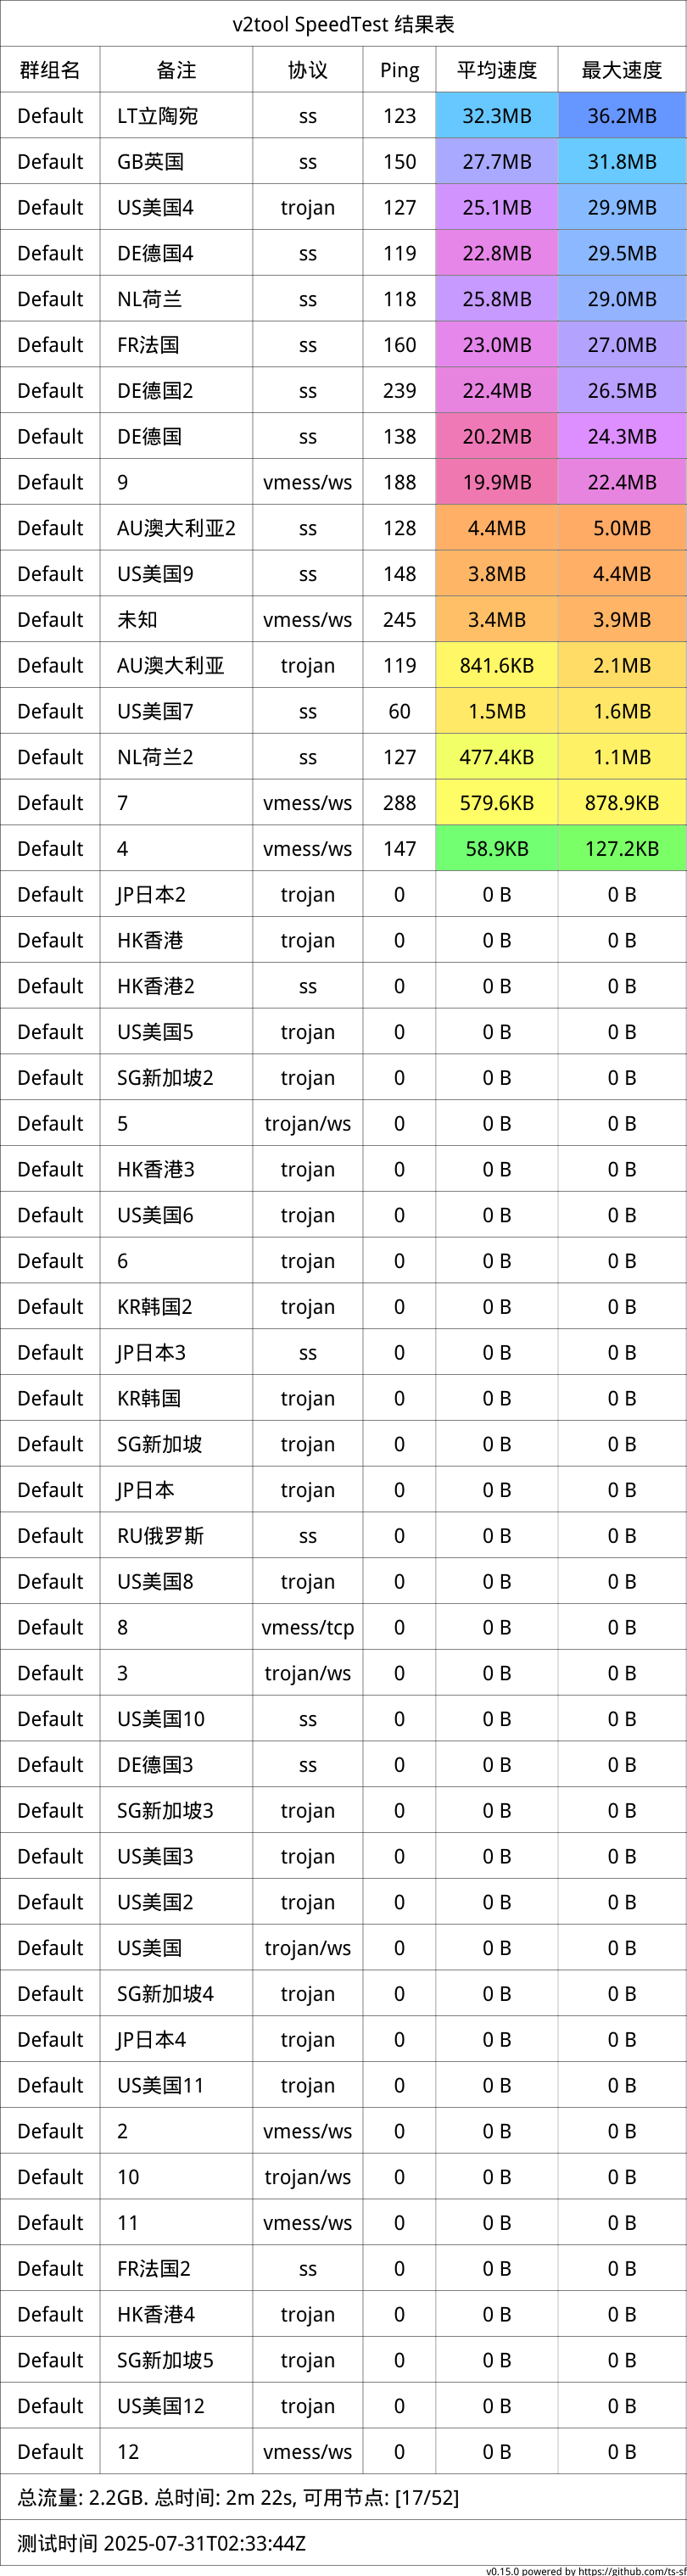 v2tool SpeedTest 结果表
群组名 备注 协议 Ping 平均速度 最大速度
Default LT立陶宛 ss 123 32.3MB 36.2MB
Default GB英国 ss 150 27.7MB 31.8MB
Default US美国4 trojan 127 25.1MB 29.9MB
Default DE德国4 ss 119 22.8MB 29.5MB
Default NL荷兰 ss 118 25.8MB 29.0MB
Default FR法国 ss 160 23.0MB 27.0MB
Default DE德国2 ss 239 22.4MB 26.5MB
Default DE德国 ss 138 20.2MB 24.3MB
Default 9 vmess/ws 188 19.9MB 22.4MB
Default AU澳大利亚2 ss 128 4.4MB 5.0MB
Default US美国9 ss 148 3.8MB 4.4MB
Default 未知 vmess/ws 245 3.4MB 3.9MB
Default AU澳大利亚 trojan 119 841.6KB 2.1MB
Default US美国7 ss 60 1.5MB 1.6MB
Default NL荷兰2 ss 127 477.4KB 1.1MB
Default 7 vmess/ws 288 579.6KB 878.9KB
Default 4 vmess/ws 147 58.9KB 127.2KB
Default JP日本2 trojan 0 0 B 0 B
Default HK香港 trojan 0 0 B 0 B
Default HK香港2 ss 0 0 B 0 B
Default US美国5 trojan 0 0 B 0 B
Default SG新加坡2 trojan 0 0 B 0 B
Default 5 trojan/ws 0 0 B 0 B
Default HK香港3 trojan 0 0 B 0 B
Default US美国6 trojan 0 0 B 0 B
Default 6 trojan 0 0 B 0 B
Default KR韩国2 trojan 0 0 B 0 B
Default JP日本3 ss 0 0 B 0 B
Default KR韩国 trojan 0 0 B 0 B
Default SG新加坡 trojan 0 0 B 0 B
Default JP日本 trojan 0 0 B 0 B
Default RU俄罗斯 ss 0 0 B 0 B
Default US美国8 trojan 0 0 B 0 B
Default 8 vmess/tcp 0 0 B 0 B
Default 3 trojan/ws 0 0 B 0 B
Default US美国10 ss 0 0 B 0 B
Default DE德国3 ss 0 0 B 0 B
Default SG新加坡3 trojan 0 0 B 0 B
Default US美国3 trojan 0 0 B 0 B
Default US美国2 trojan 0 0 B 0 B
Default US美国 trojan/ws 0 0 B 0 B
Default SG新加坡4 trojan 0 0 B 0 B
Default JP日本4 trojan 0 0 B 0 B
Default US美国11 trojan 0 0 B 0 B
Default 2 vmess/ws 0 0 B 0 B
Default 10 trojan/ws 0 0 B 0 B
Default 11 vmess/ws 0 0 B 0 B
Default FR法国2 ss 0 0 B 0 B
Default HK香港4 trojan 0 0 B 0 B
Default SG新加坡5 trojan 0 0 B 0 B
Default US美国12 trojan 0 0 B 0 B
Default 12 vmess/ws 0 0 B 0 B
总流量: 2.2GB. 总时间: 2m 22s, 可用节点: [17/52]
测试时间 2025-07-31T02:33:44Z
v0.15.0 powered by https://github.com/ts-sf